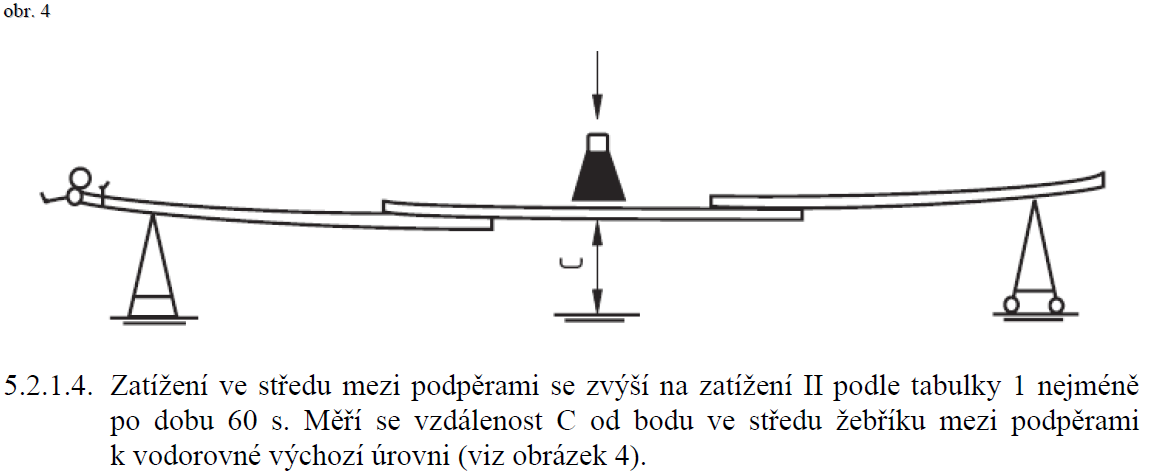 obr. 4
C
5.2.1.4. Zatížení ve středu mezi podpěrami se zvýší na zatížení II podle tabulky 1 nejméně
po dobu 60 s. Měří se vzdálenost C od bodu ve středu žebříku mezi podpěrami
k vodorovné výchozí úrovni (viz obrázek 4).